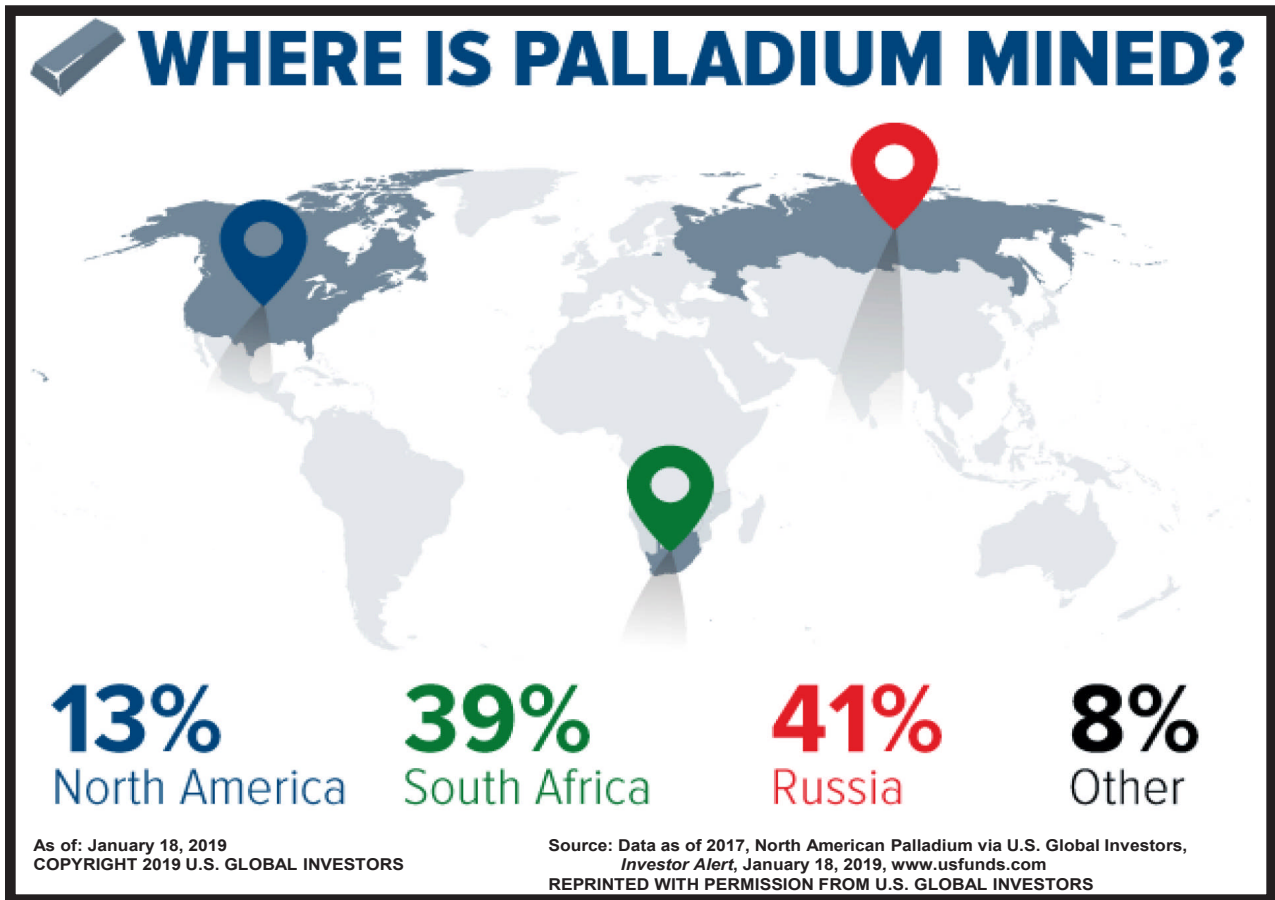 WHERE IS PALLADIUM MINED?
13%
North America
39%
South Africa
41%
Russia
8%
Other
As of: January 18, 2019
COPYRIGHT 2019 U.S. GLOBAL INVESTORS
Source: Data as of 2017, North American Palladium via U.S. Global Investors,
Investor Alert, January 18, 2019, www.usfunds.com
REPRINTED WITH PERMISSION FROM U.S. GLOBAL INVESTORS